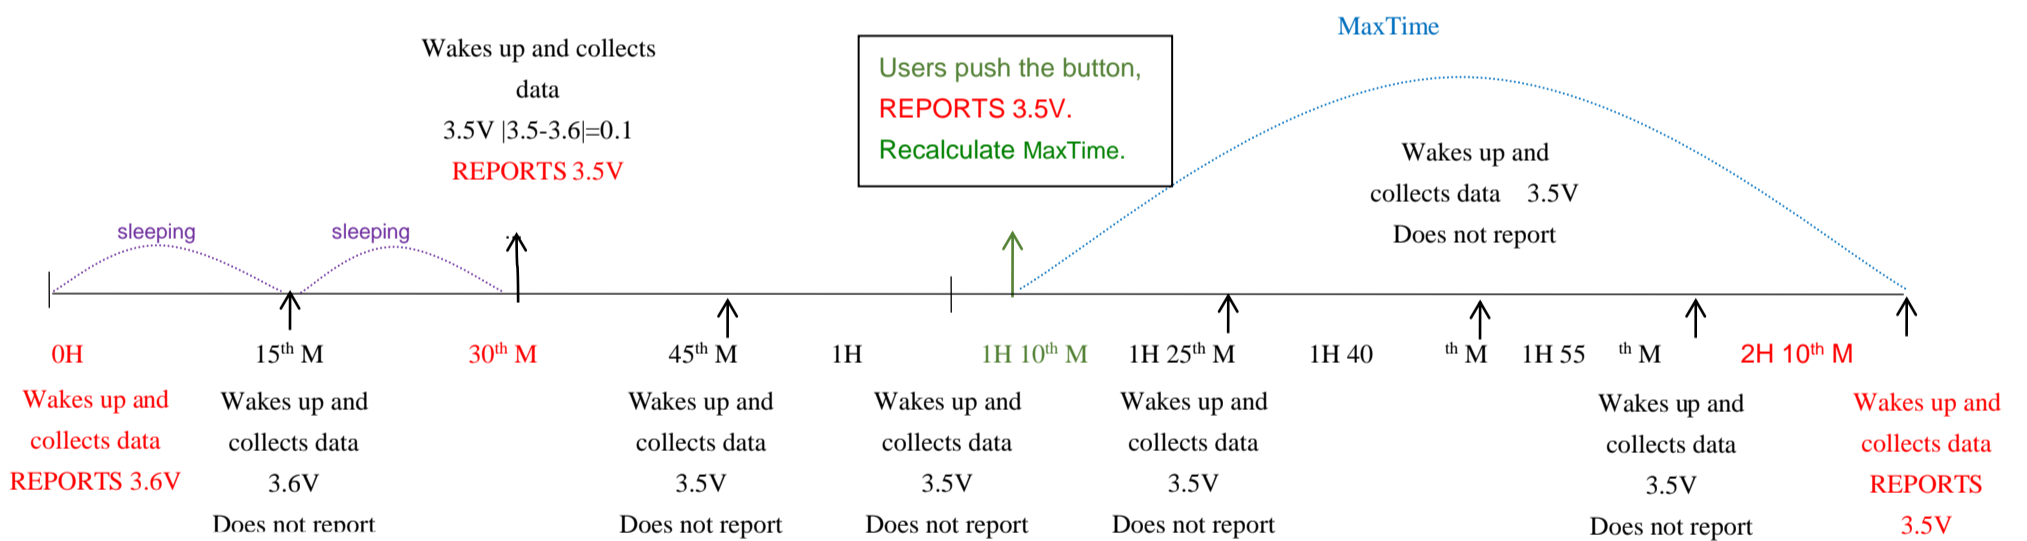 MaxTime
Wakes up and collects
data
3.5V |3.5-3.6|=0.1
REPORTS 3.5V
Users push the button,
REPORTS 3.5V.
Recalculate MaxTime.
Wakes up and
collects data 3.5V
Does not report
sleeping
sleeping
0H
15th M
30th M
45th M
1H
1H 10th M
1H 25th M
1H 40 th M
1H 55 th M
2H 10th M
Wakes up and
collects data
REPORTS 3.6V
Wakes up and
collects data
3.6V
Does not report
Wakes up and
collects data
3.5V
Does not report
Wakes up and
collects data
3.5V
Does not report
Wakes up and
collects data
3.5V
Does not report
Wakes up and
collects data
3.5V
Does not report
Wakes up and
collects data
REPORTS
3.5V